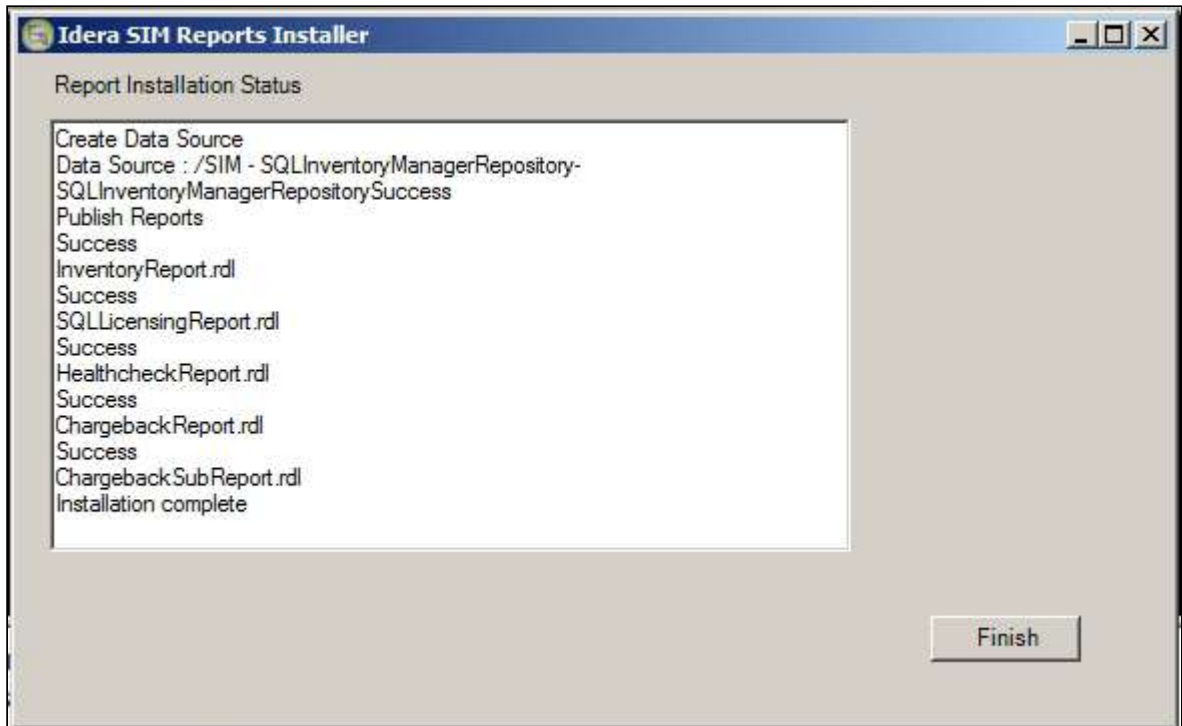 Idera SIM Reports Installer
Report Installation Status
Create Data Source
Data Source : /SIM - SQLInventoryManagerRepository-
SQLInventoryManagerRepositorySuccess
Publish Reports
Success
InventoryReport.rdl
Success
SQLLicensingReport.rdl
Success
HealthcheckReport.rdl
Success
ChargebackReport.rdl
Success
ChargebackSubReport.rdl
Installation complete
Finish